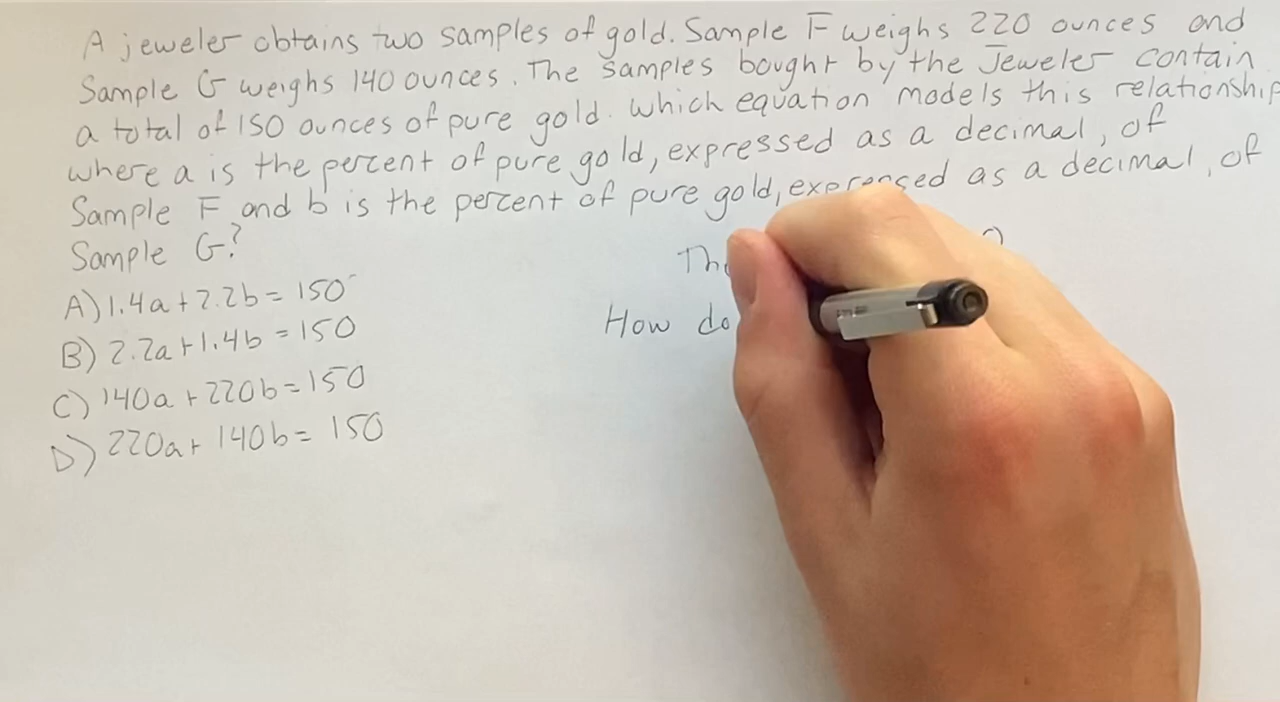 A jeweler obtains two samples of gold. Sample F weighs 220 ounces and
Sample G weighs 140 ounces. The samples bought by the Jeweler contain
a total of 150 ounces of pure gold. which equation models this relationship
where a is the percent of pure gold, expressed as a decimal, of
Sample F and b is the percent of pure gold, expressed as a decimal, of
Sample G?
A) 1.4a + 2.2b = 150
B) 2.2a + 1.4b = 150
C) 140a + 220b = 150
D) 220a + 140b = 150
How do